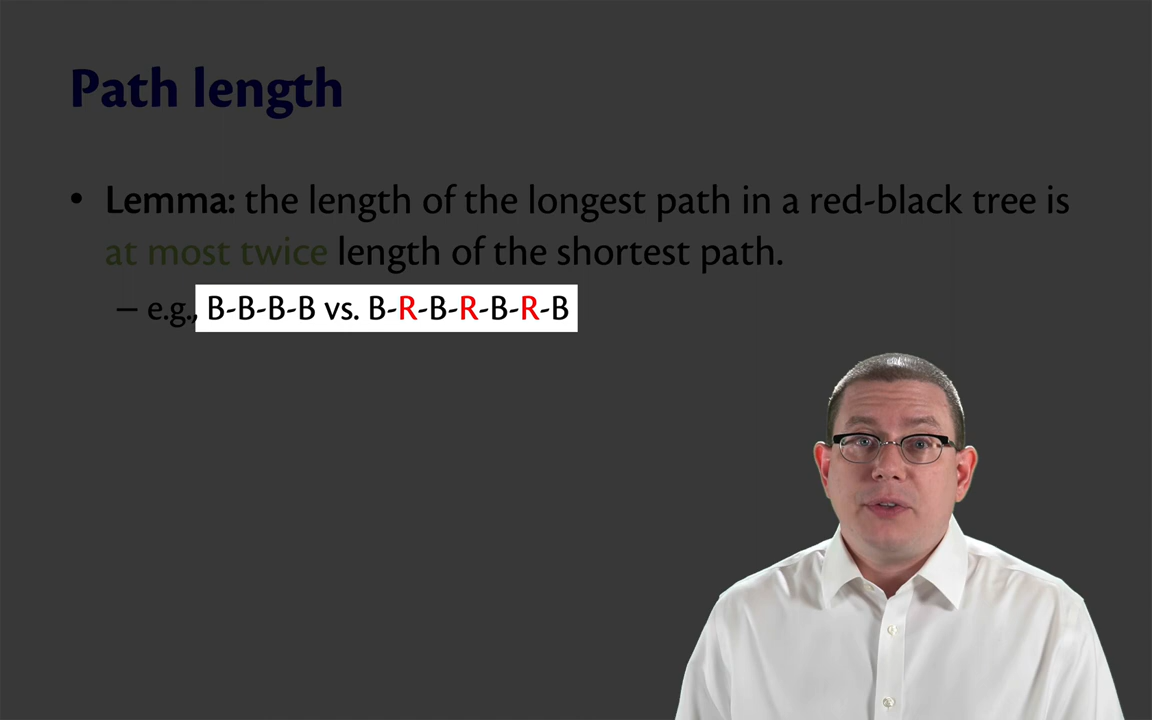 Path length
• Lemma: the length of the longest path in a red-black tree is
at most twice length of the shortest path.
– e.g., B-B-B-B vs. B-R-B-R-B-R-B